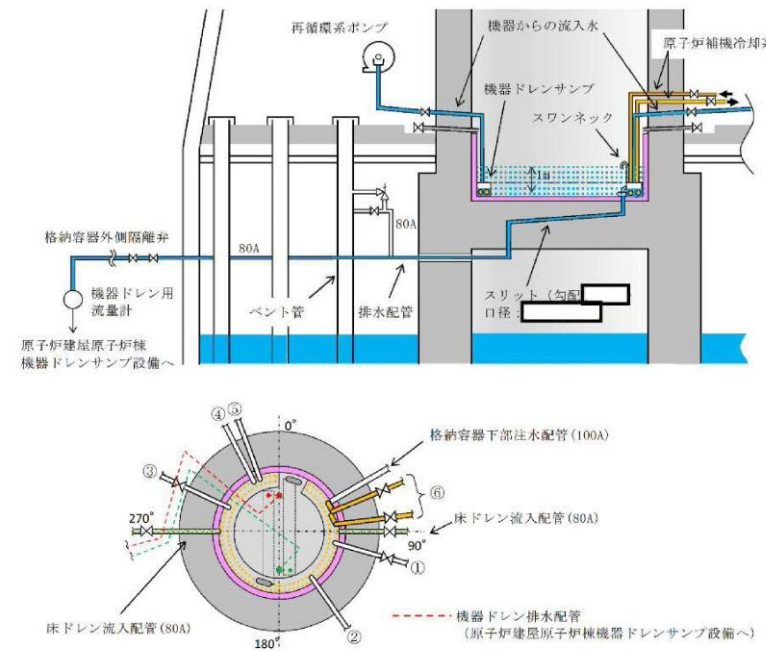 再循環系ポンプ
機器からの流入水
原子炉補機冷却系
機器ドレンサンプ
スワンネック
1m
80A
格納容器外側隔離弁
80A
機器ドレン用
流量計
ベント管
排水配管
スリット（勾配
口径：
原子炉建屋原子炉棟
機器ドレンサンプ設備へ
④
⑤
0°
格納容器下部注水配管(100A)
③
⑥
270°
床ドレン流入配管(80A)
90°
①
床ドレン流入配管(80A)
②
180°
機器ドレン排水配管
（原子炉建屋原子炉棟機器ドレンサンプ設備へ）